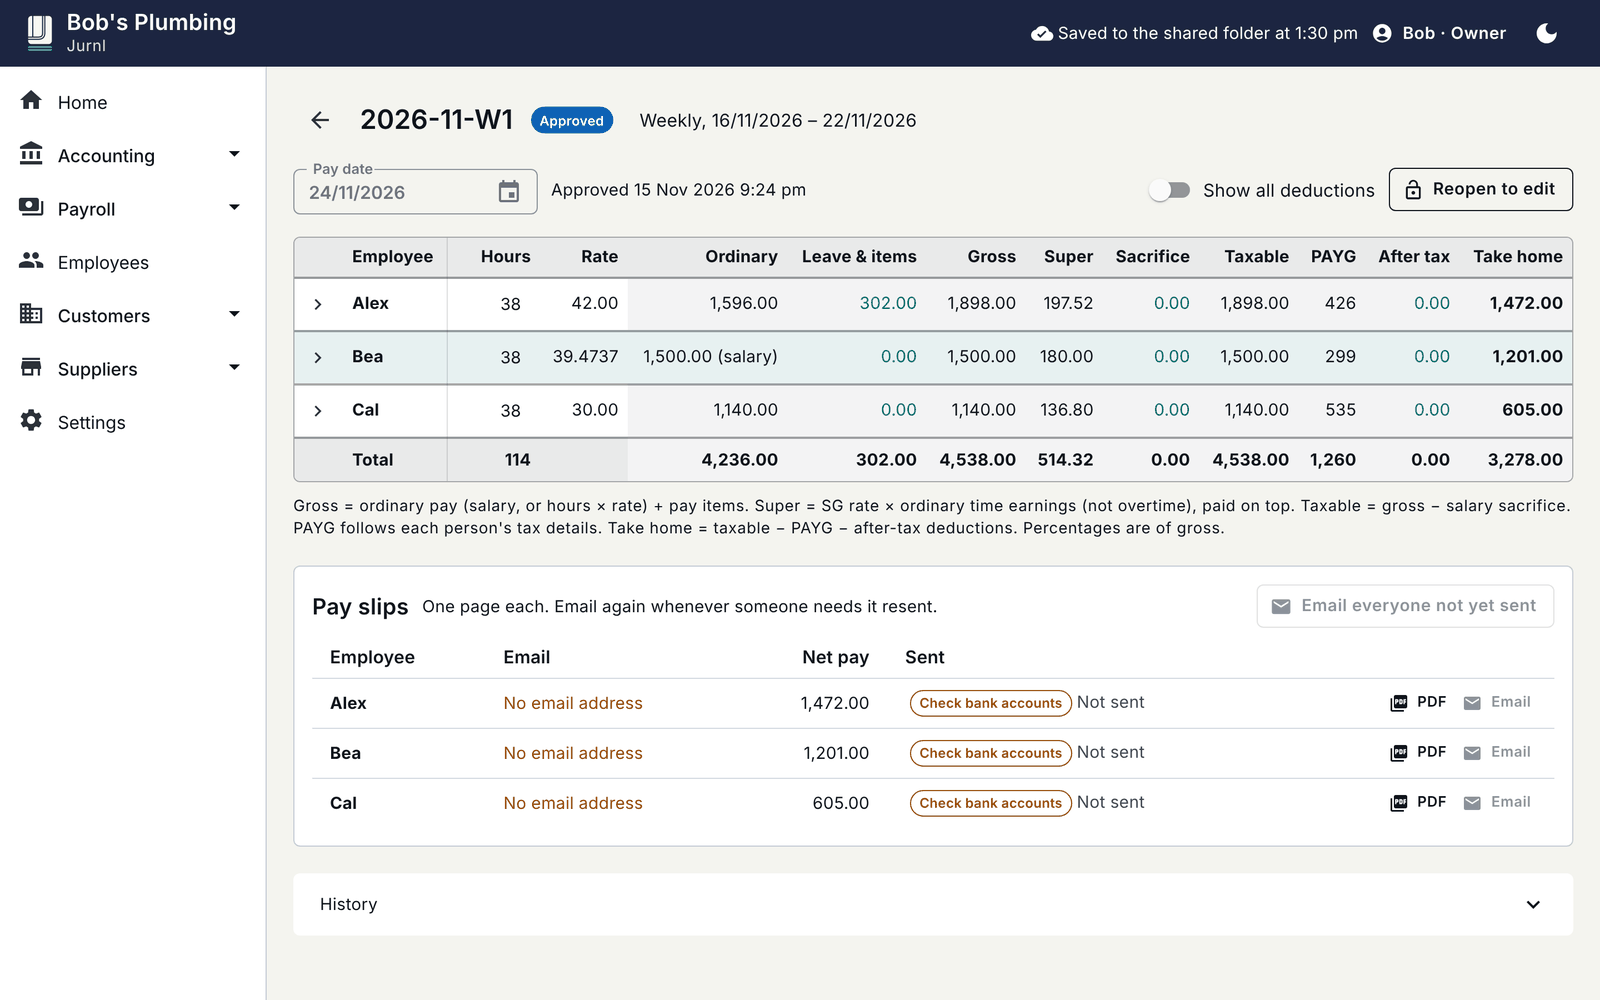 Bob's Plumbing
Jurnl
Saved to the shared folder at 1:30 pm
Bob · Owner
Home
Accounting
Payroll
Employees
Customers
Suppliers
Settings
2026-11-W1 Approved Weekly, 16/11/2026 – 22/11/2026
Pay date
24/11/2026
Approved 15 Nov 2026 9:24 pm
Show all deductions
Reopen to edit
Employee Hours Rate Ordinary Leave & items Gross Super Sacrifice Taxable PAYG After tax Take home
Alex 38 42.00 1,596.00 302.00 1,898.00 197.52 0.00 1,898.00 426 0.00 1,472.00
Bea 38 39.4737 1,500.00 (salary) 0.00 1,500.00 180.00 0.00 1,500.00 299 0.00 1,201.00
Cal 38 30.00 1,140.00 0.00 1,140.00 136.80 0.00 1,140.00 535 0.00 605.00
Total 114 4,236.00 302.00 4,538.00 514.32 0.00 4,538.00 1,260 0.00 3,278.00
Gross = ordinary pay (salary, or hours × rate) + pay items. Super = SG rate × ordinary time earnings (not overtime), paid on top. Taxable = gross − salary sacrifice.
PAYG follows each person's tax details. Take home = taxable − PAYG − after-tax deductions. Percentages are of gross.
Pay slips One page each. Email again whenever someone needs it resent.
Email everyone not yet sent
Employee Email Net pay Sent
Alex No email address 1,472.00 Check bank accounts Not sent PDF PDF Email
Bea No email address 1,201.00 Check bank accounts Not sent PDF PDF Email
Cal No email address 605.00 Check bank accounts Not sent PDF PDF Email
History